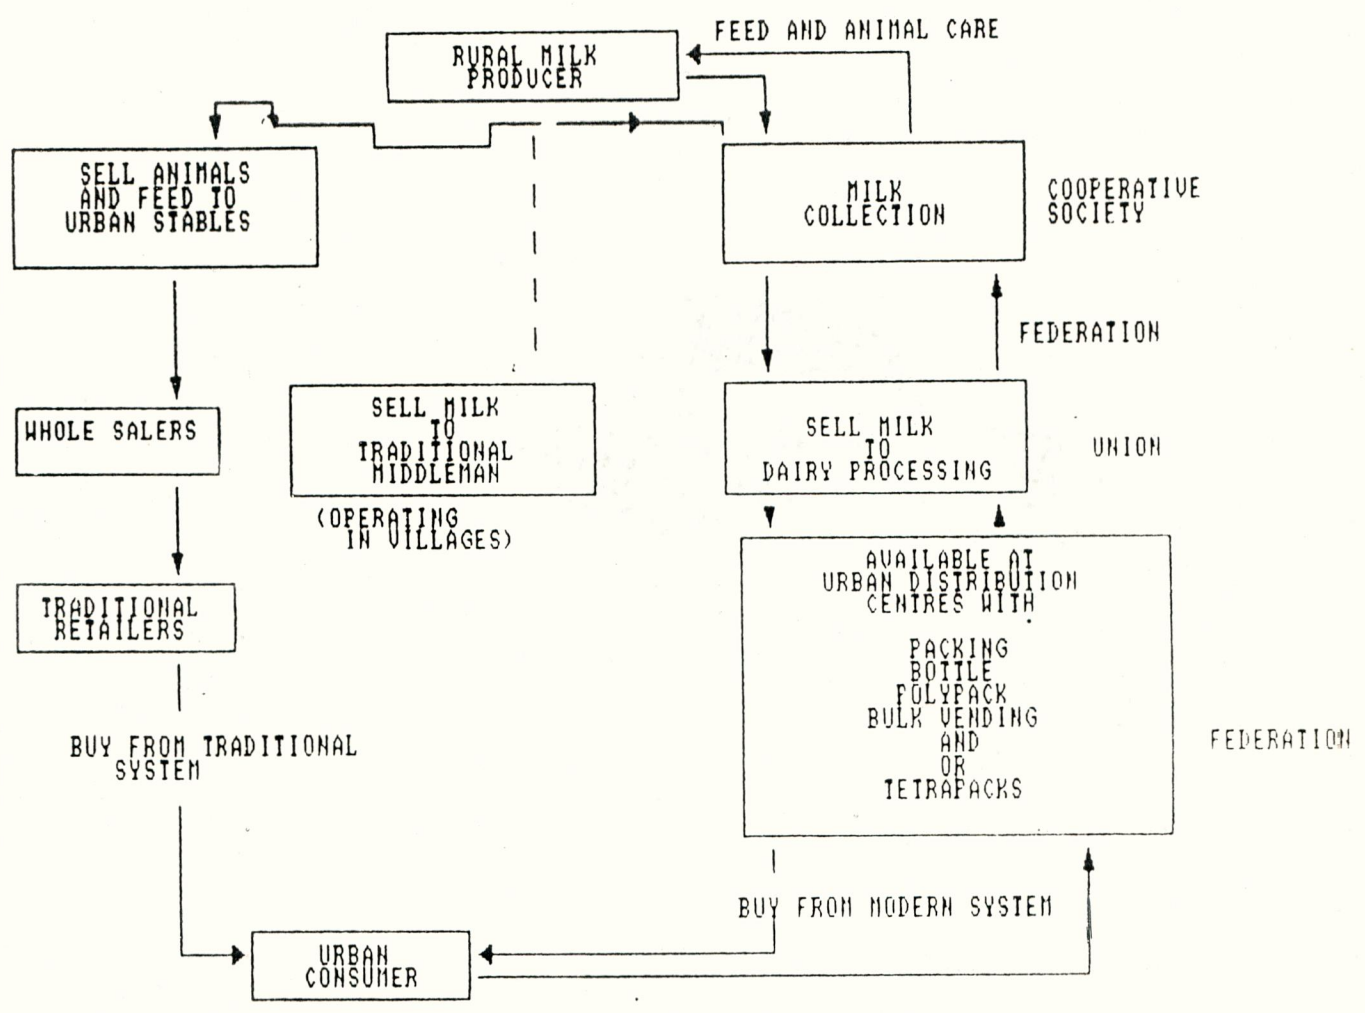 FEED AND ANIMAL CARE
RURAL MILK
PRODUCER
SELL ANIMALS
AND FEED TO
URBAN STABLES
MILK
COLLECTION
COOPERATIVE
SOCIETY
FEDERATION
WHOLE SALERS
SELL MILK
TO
TRADITIONAL
MIDDLEMAN
(OPERATING
IN VILLAGES)
SELL MILK
TO
DAIRY PROCESSING
UNION
TRADITIONAL
RETAILERS
AVAILABLE AT
URBAN DISTRIBUTION
CENTRES WITH
PACKING
BOTTLE
POLYPACK
BULK VENDING
AND
OR
TETRAPACKS
FEDERATION
BUY FROM TRADITIONAL
SYSTEM
BUY FROM MODERN SYSTEM
URBAN
CONSUMER